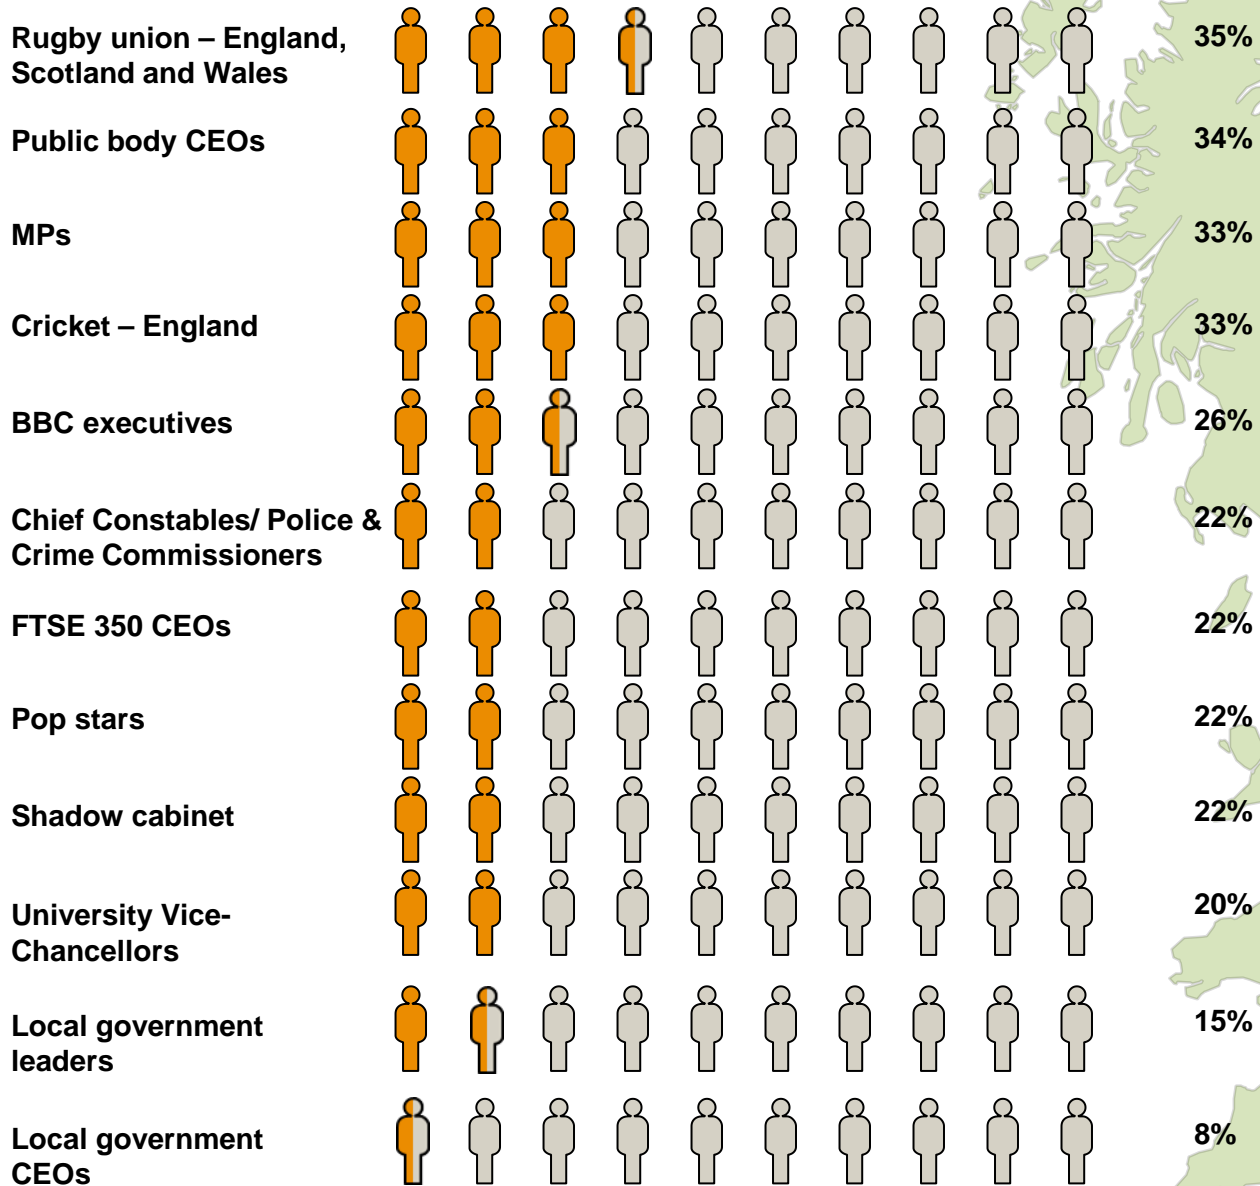 Rugby union – England, 35%
Scotland and Wales
Public body CEOs 34%
MPs 33%
Cricket – England 33%
BBC executives 26%
Chief Constables/ Police & 22%
Crime Commissioners
FTSE 350 CEOs 22%
Pop stars 22%
Shadow cabinet 22%
University Vice- 20%
Chancellors
Local government 15%
leaders
Local government 8%
CEOs